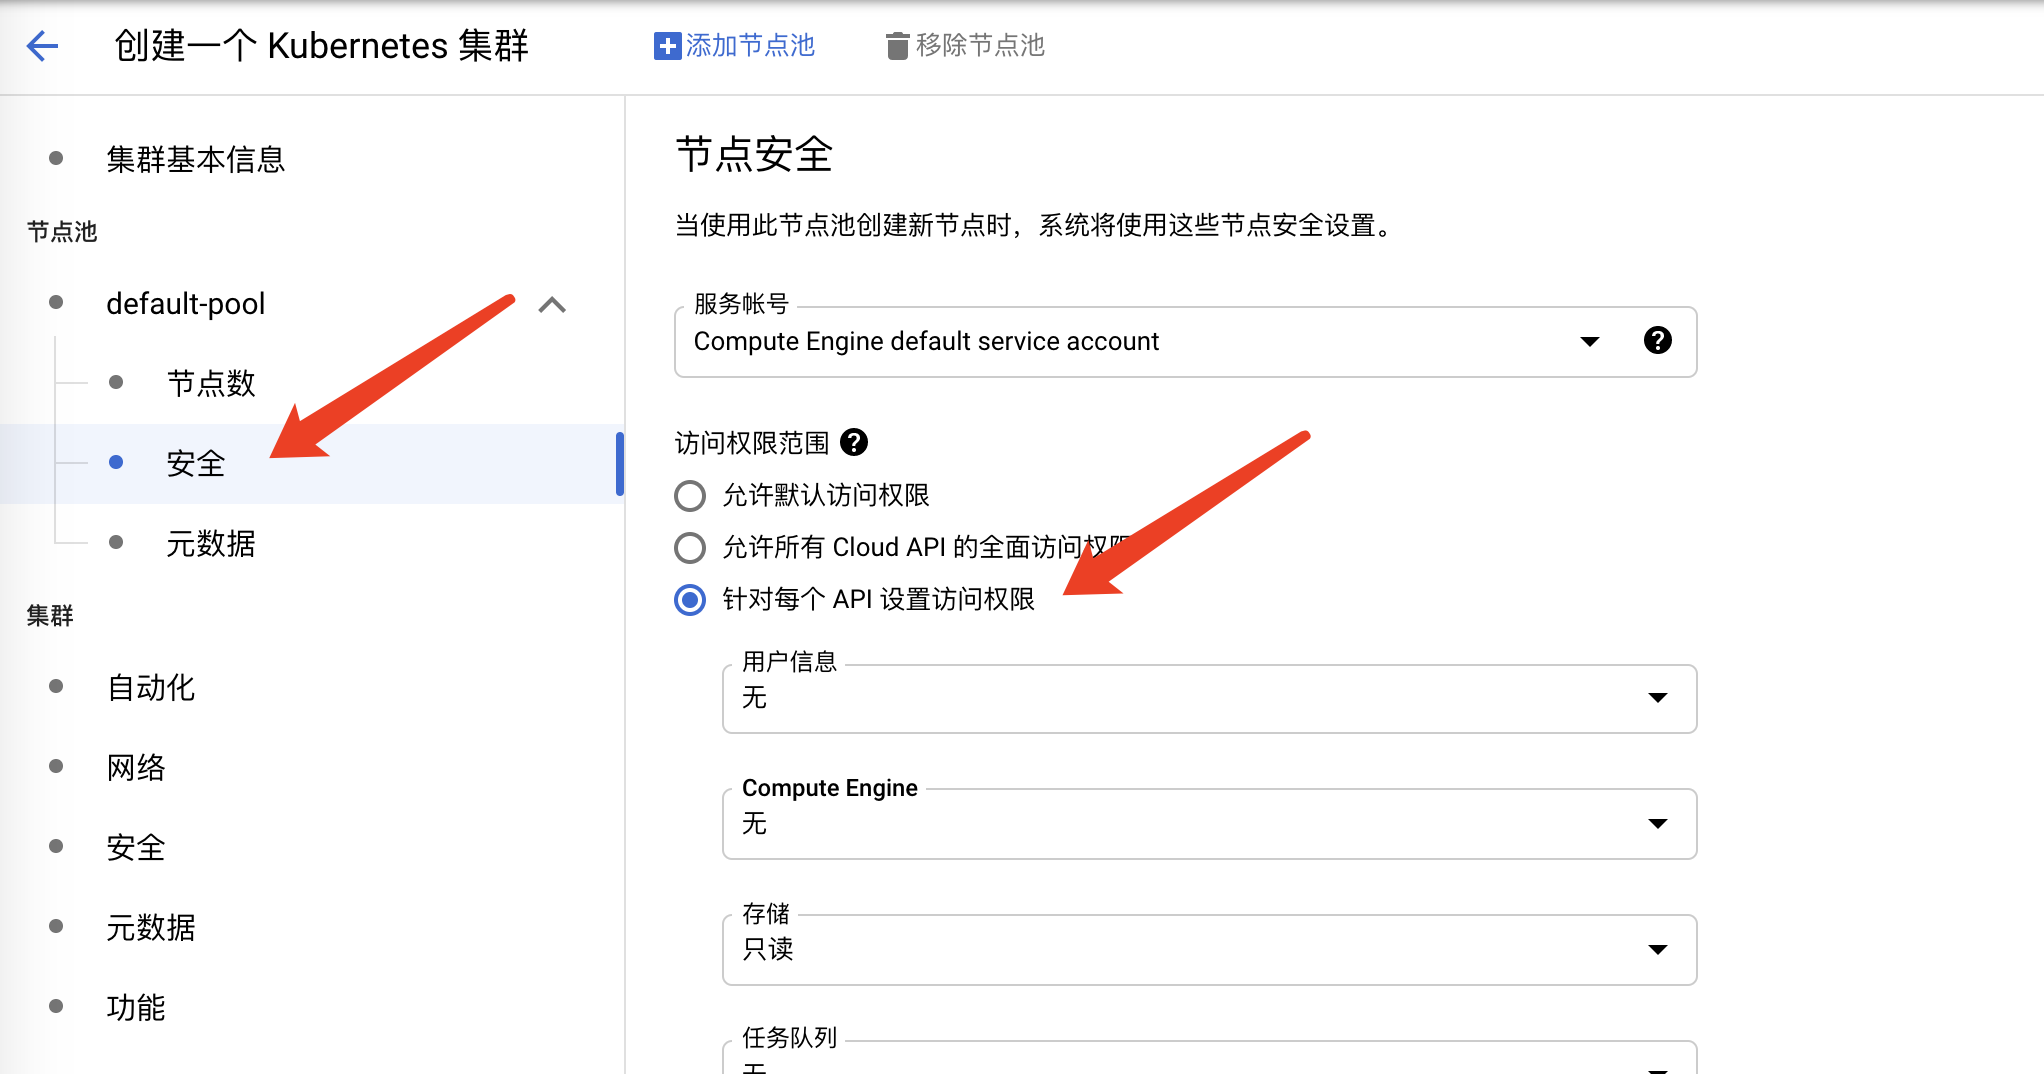 创建一个 Kubernetes 集群
添加节点池
移除节点池
集群基本信息
节点池
default-pool
节点数
安全
元数据
集群
自动化
网络
安全
元数据
功能
节点安全
当使用此节点池创建新节点时，系统将使用这些节点安全设置。
服务帐号
Compute Engine default service account
访问权限范围
允许默认访问权限
允许所有 Cloud API 的全面访问权限
针对每个 API 设置访问权限
用户信息
无
Compute Engine
无
存储
只读
任务队列
无